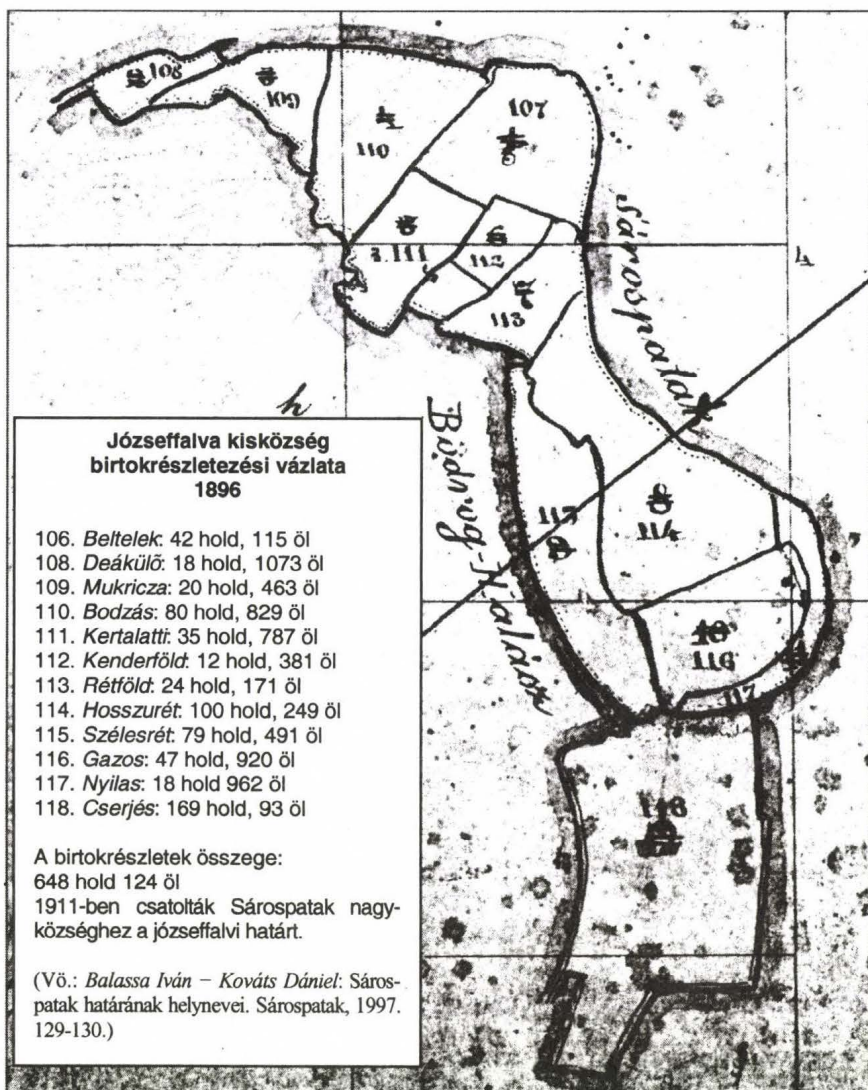 108
109
110
107
111
112
113
4
Sárospatak
h
Bodrog-Halász
114
116
117
118
Józseffalva kisközség
birtokrészletezési vázlata
1896
106. Beltelek: 42 hold, 115 öl
108. Deákülő: 18 hold, 1073 öl
109. Mukricza: 20 hold, 463 öl
110. Bodzás: 80 hold, 829 öl
111. Kertalatti: 35 hold, 787 öl
112. Kenderföld: 12 hold, 381 öl
113. Rétföld: 24 hold, 171 öl
114. Hosszurét: 100 hold, 249 öl
115. Szélesrét: 79 hold, 491 öl
116. Gazos: 47 hold, 920 öl
117. Nyilas: 18 hold 962 öl
118. Cserjés: 169 hold, 93 öl
A birtokrészletek összege:
648 hold 124 öl
1911-ben csatolták Sárospatak nagy-
községhez a józseffalvi határt.
(Vö.: Balassa Iván – Kováts Dániel: Sáros-
patak határának helynevei. Sárospatak, 1997.
129-130.)